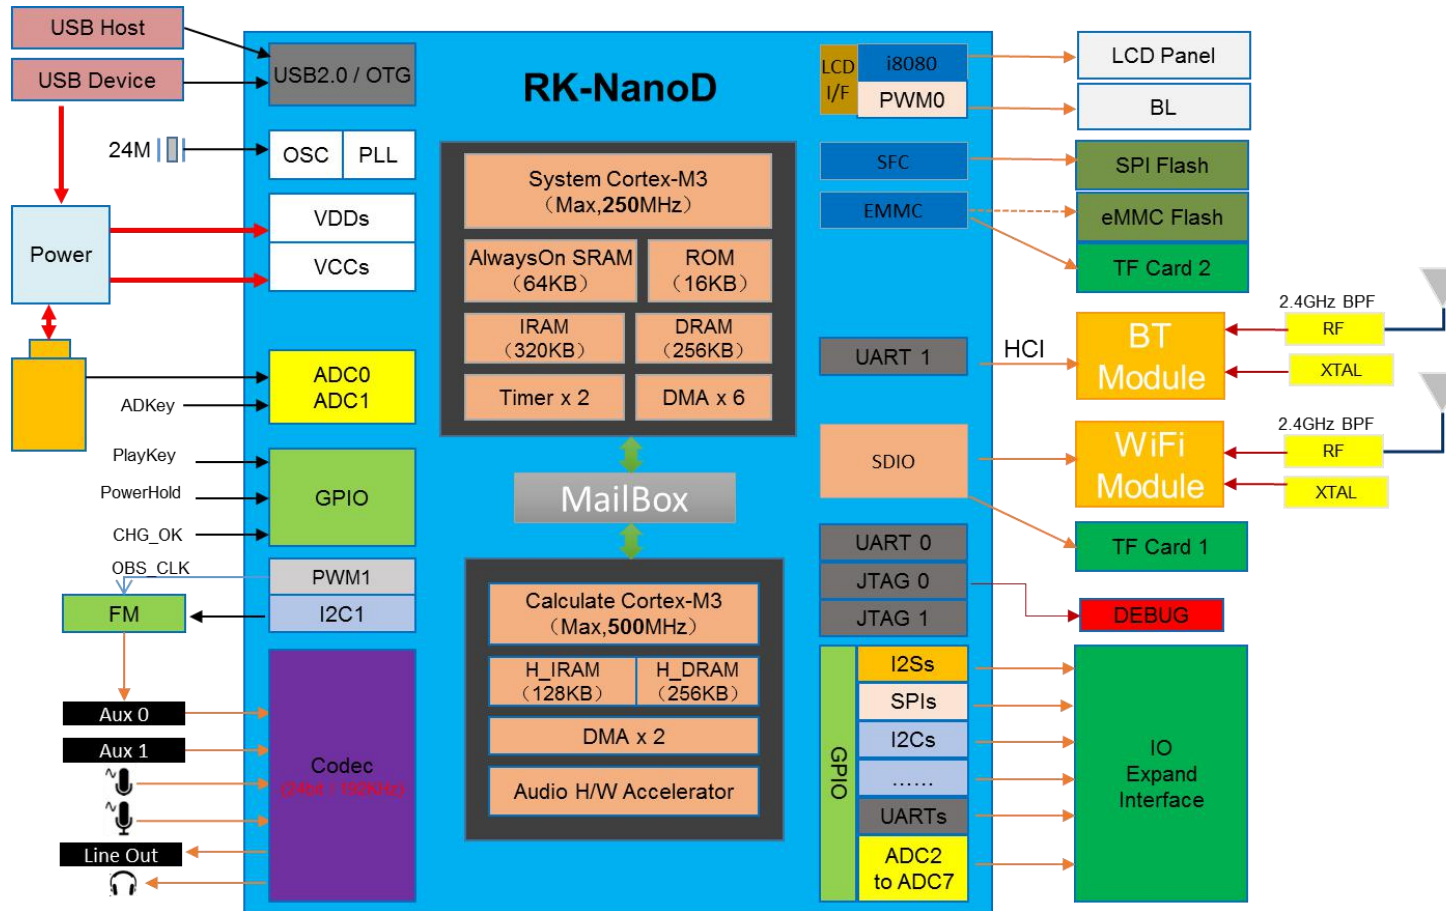 USB Host
USB Device
24M
Power
ADKey
PlayKey
PowerHold
CHG_OK
OBS_CLK
FM
Aux 0
Aux 1
Line Out
USB2.0 / OTG
OSC
PLL
VDDs
VCCs
ADC0
ADC1
GPIO
PWM1
I2C1
Codec
(24bit / 192KHz)
RK-NanoD
System Cortex-M3
(Max,250MHz)
AlwaysOn SRAM
(64KB)
ROM
(16KB)
IRAM
(320KB)
DRAM
(256KB)
Timer x 2
DMA x 6
MailBox
Calculate Cortex-M3
(Max,500MHz)
H_IRAM
(128KB)
H_DRAM
(256KB)
DMA x 2
Audio H/W Accelerator
LCD
I/F
i8080
PWM0
SFC
EMMC
UART 1
SDIO
UART 0
JTAG 0
JTAG 1
GPIO
I2Ss
SPIs
I2Cs
......
UARTs
ADC2
to ADC7
HCI
LCD Panel
BL
SPI Flash
eMMC Flash
TF Card 2
BT
Module
2.4GHz BPF
RF
XTAL
WiFi
Module
2.4GHz BPF
RF
XTAL
TF Card 1
DEBUG
IO
Expand
Interface